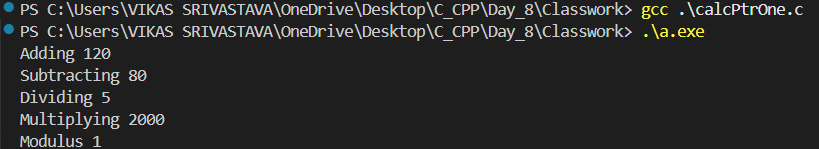 PS C:\Users\VIKAS SRIVASTAVA\OneDrive\Desktop\C_CPP\Day_8\Classwork> gcc .\calcPtrOne.c
PS C:\Users\VIKAS SRIVASTAVA\OneDrive\Desktop\C_CPP\Day_8\Classwork> .\a.exe
Adding 120
Subtracting 80
Dividing 5
Multiplying 2000
Modulus 1